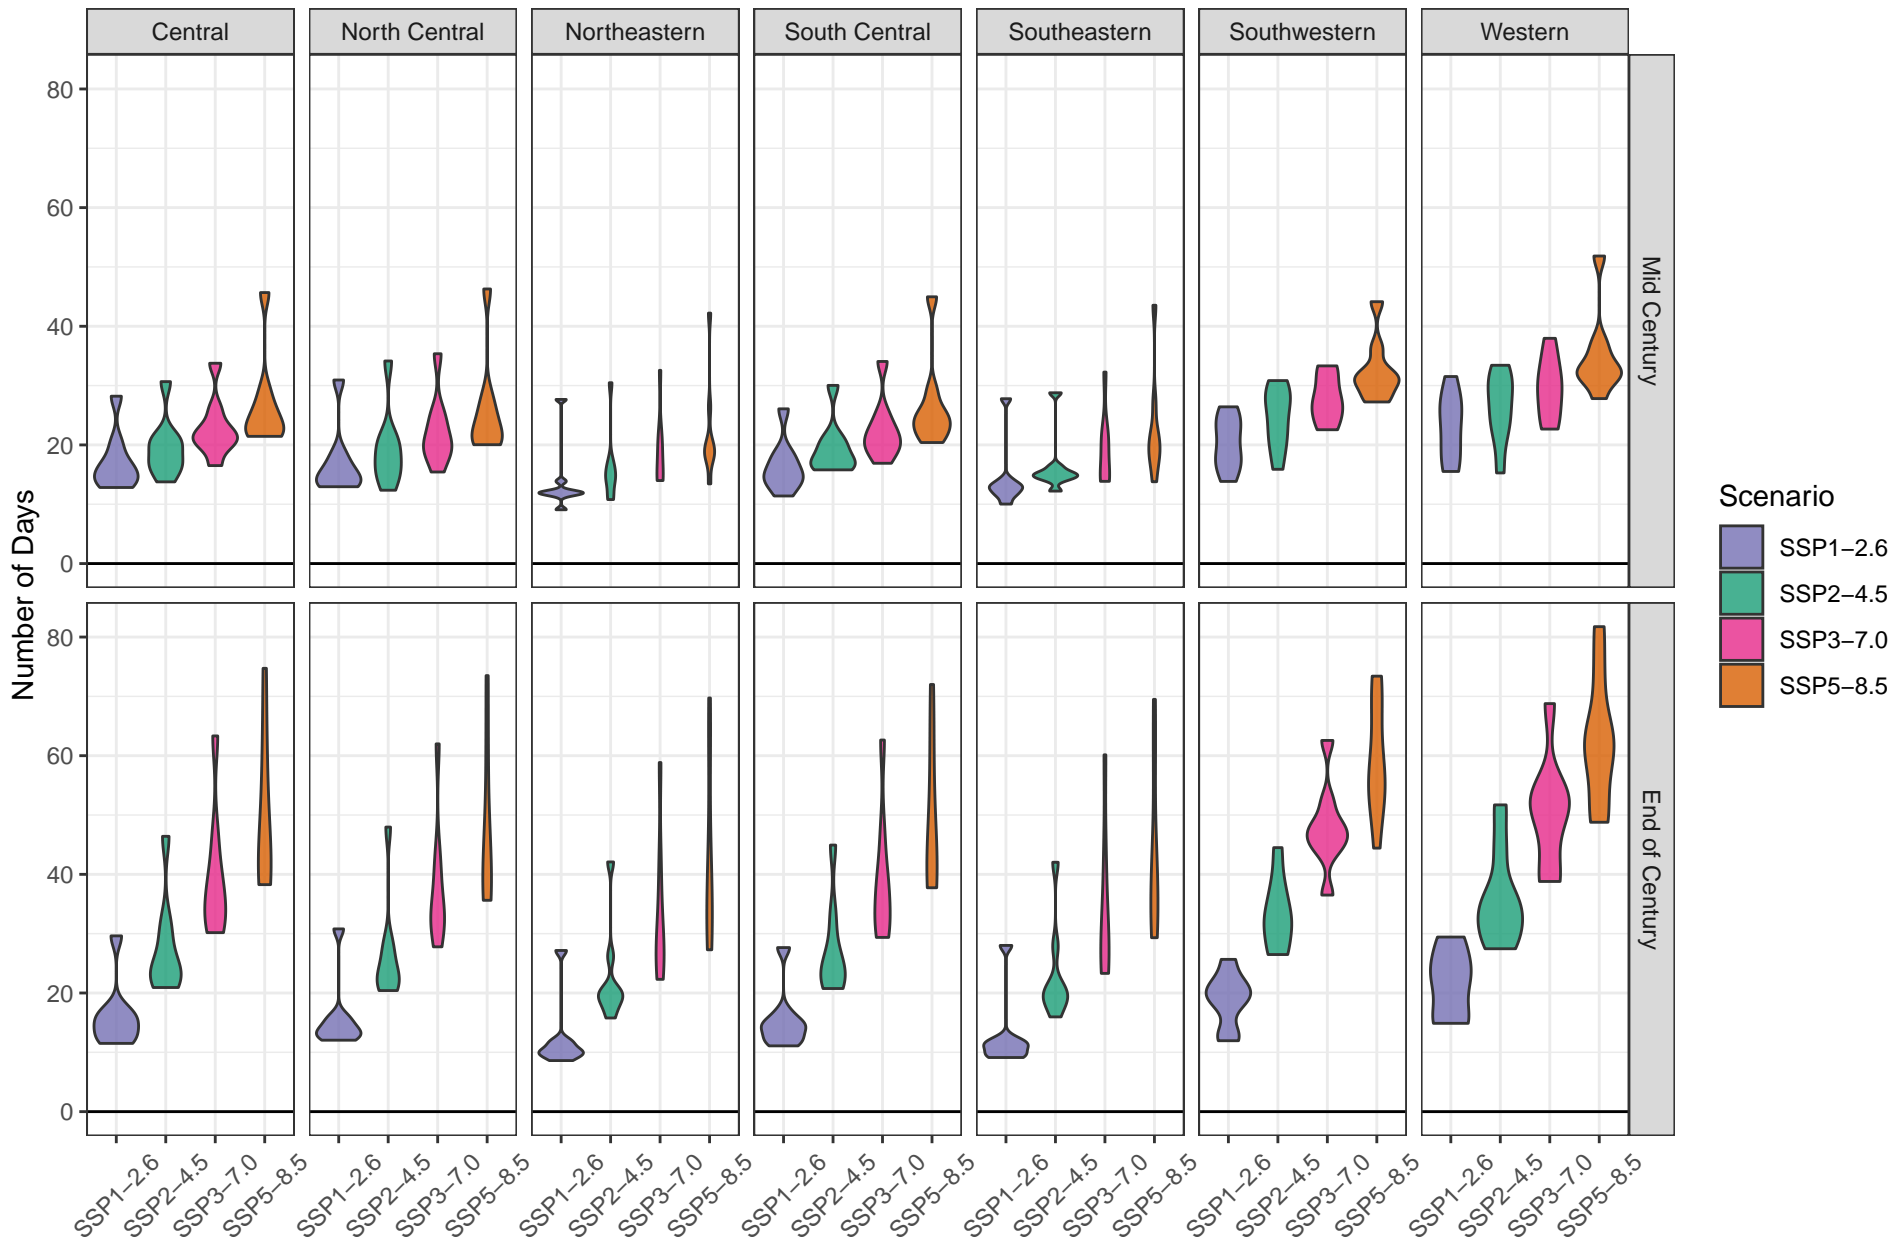 Central
North Central
Northeastern
South Central
Southeastern
Southwestern
Western
80
60
40
20
0
Mid Century
80
60
40
20
0
End of Century
Number of Days
SSP1−2.6
SSP2−4.5
SSP3−7.0
SSP5−8.5
SSP1−2.6
SSP2−4.5
SSP3−7.0
SSP5−8.5
SSP1−2.6
SSP2−4.5
SSP3−7.0
SSP5−8.5
SSP1−2.6
SSP2−4.5
SSP3−7.0
SSP5−8.5
SSP1−2.6
SSP2−4.5
SSP3−7.0
SSP5−8.5
SSP1−2.6
SSP2−4.5
SSP3−7.0
SSP5−8.5
SSP1−2.6
SSP2−4.5
SSP3−7.0
SSP5−8.5
Scenario
SSP1−2.6
SSP2−4.5
SSP3−7.0
SSP5−8.5